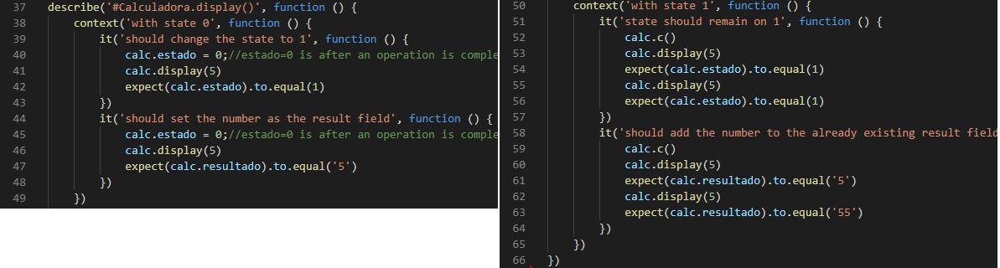 37 describe('#Calculadora.display()', function () {
38 context('with state 0', function () {
39 it('should change the state to 1', function () {
40 calc.estado = 0;//estado=0 is after an operation is comple
41 calc.display(5)
42 expect(calc.estado).to.equal(1)
43 })
44 it('should set the number as the result field', function () {
45 calc.estado = 0;//estado=0 is after an operation is comple
46 calc.display(5)
47 expect(calc.resultado).to.equal('5')
48 })
49 })
50 context('with state 1', function () {
51 it('state should remain on 1', function () {
52 calc.c()
53 calc.display(5)
54 expect(calc.estado).to.equal(1)
55 calc.display(5)
56 expect(calc.estado).to.equal(1)
57 })
58 it('should add the number to the already existing result field
59 calc.c()
60 calc.display(5)
61 expect(calc.resultado).to.equal('5')
62 calc.display(5)
63 expect(calc.resultado).to.equal('55')
64 })
65 })
66 })